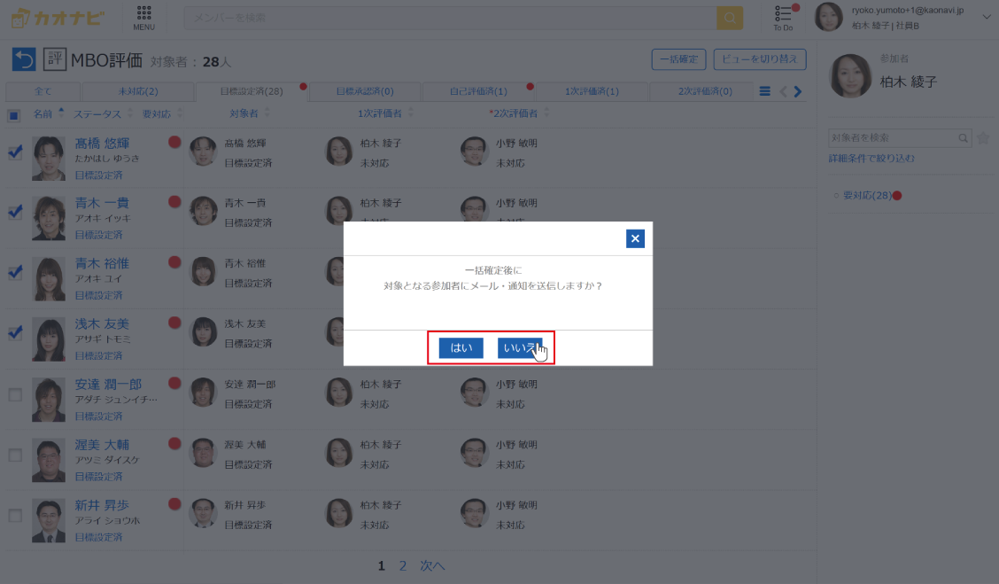 カオナビ
MENU
メンバーを検索
To Do
ryoko.yumoto+1@kaonavi.jp
柏木 綾子 | 社員B
評 MBO評価 対象者 : 28人
一括確定
ビューを切り替え
参加者
柏木 綾子
全て
未対応(2)
目標設定済(28)
目標承認済(0)
自己評価済(1)
1次評価済(1)
2次評価済(0)
名前
ステータス
要対応
対象者
1次評価者
*2次評価者
対象者を検索
詳細条件で絞り込む
要対応(28)
髙橋 悠輝
たかはし ゆうき
目標設定済
髙橋 悠輝
目標設定済
柏木 綾子
未対応
小野 敏明
未対応
青木 一貴
アオキ イッキ
目標設定済
青木 一貴
目標設定済
柏木 綾子
小野 敏明
青木 裕惟
アオキ ユイ
目標設定済
青木 裕惟
目標設定済
浅木 友美
アサギ トモミ
目標設定済
浅木 友美
目標設定済
一括確定後に
対象となる参加者にメール・通知を送信しますか？
はい
いいえ
安達 潤一郎
アダチ ジュンイチ…
目標設定済
安達 潤一郎
目標設定済
柏木 綾子
未対応
小野 敏明
未対応
渥美 大輔
アツミ ダイスケ
目標設定済
渥美 大輔
目標設定済
柏木 綾子
未対応
小野 敏明
未対応
新井 昇歩
アライ ショウホ
目標設定済
新井 昇歩
目標設定済
柏木 綾子
未対応
小野 敏明
未対応
1 2 次へ